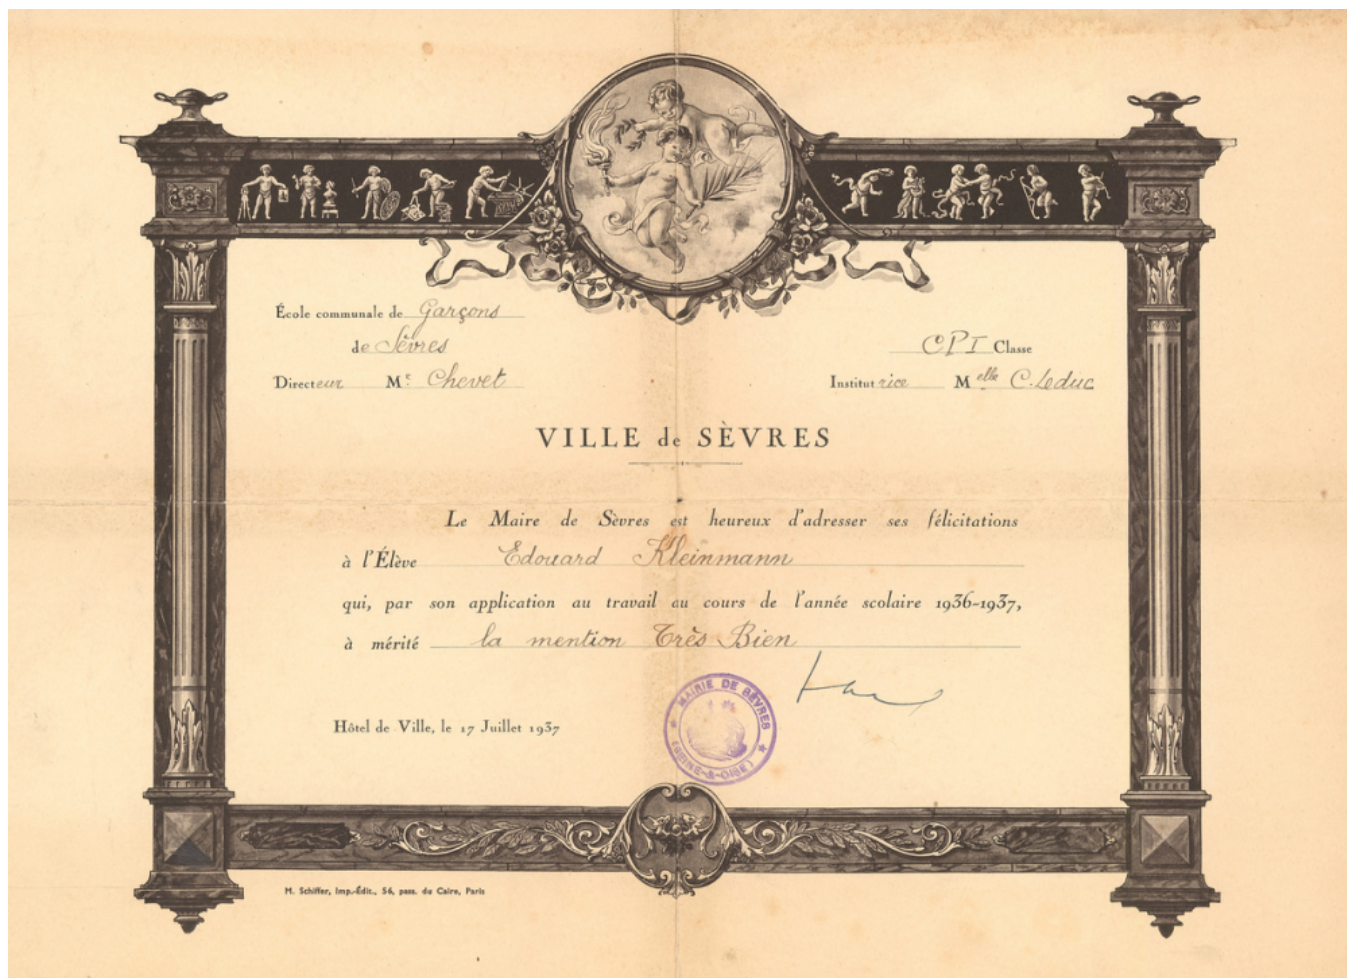 École communale de Garçons
de Sèvres
CPI Classe
Directeur Mr. Chevet
Institutrice Melle C. Leduc
VILLE de SÈVRES
Le Maire de Sèvres est heureux d'adresser ses félicitations
à l'Élève Edouard Kleinmann
qui, par son application au travail au cours de l'année scolaire 1936-1937,
à mérité la mention Très Bien
MAIRIE DE SÈVRES
(SEINE-&-OISE)
Hôtel de Ville, le 17 Juillet 1937
M. Schiffer, Imp.-Édit., 56, pass. du Caire, Paris